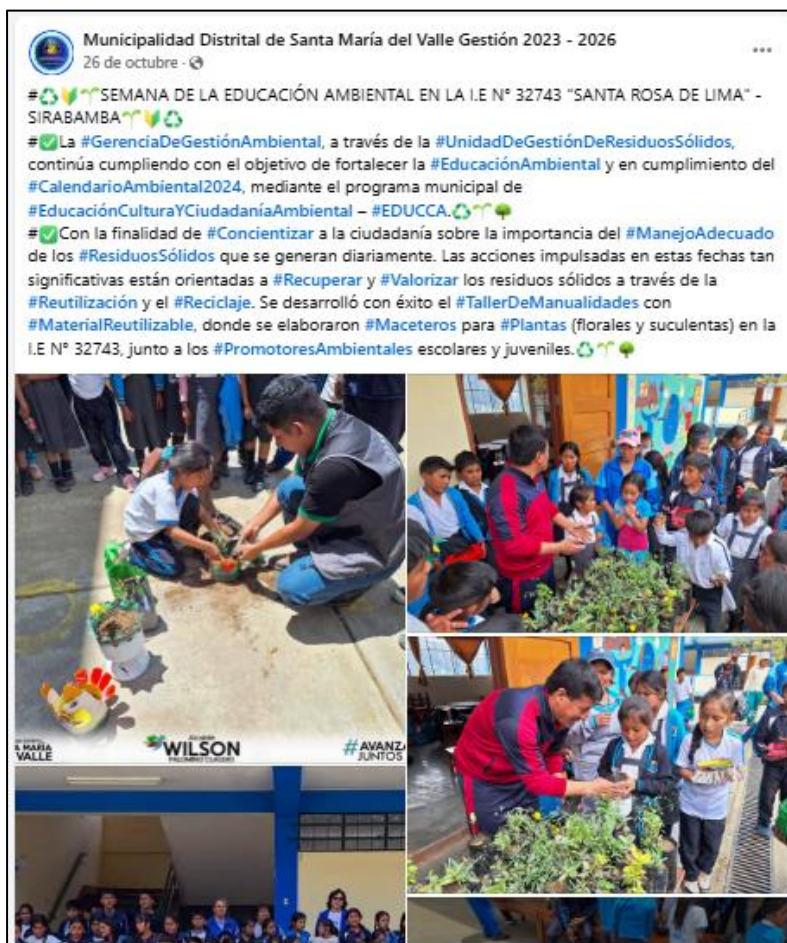 Municipalidad Distrital de Santa María del Valle Gestión 2023 - 2026
26 de octubre ·
#♻️🔰🌱SEMANA DE LA EDUCACIÓN AMBIENTAL EN LA I.E N° 32743 "SANTA ROSA DE LIMA" -
SIRABAMBA🌱🔰♻️
#✅La #GerenciaDeGestiónAmbiental, a través de la #UnidadDeGestiónDeResiduosSólidos,
continúa cumpliendo con el objetivo de fortalecer la #EducaciónAmbiental y en cumplimiento del
#CalendarioAmbiental2024, mediante el programa municipal de
#EducaciónCulturaYCiudadaníaAmbiental – #EDUCCA.♻️🌱🌳
#✅Con la finalidad de #Concientizar a la ciudadanía sobre la importancia del #ManejoAdecuado
de los #ResiduosSólidos que se generan diariamente. Las acciones impulsadas en estas fechas tan
significativas están orientadas a #Recuperar y #Valorizar los residuos sólidos a través de la
#Reutilización y el #Reciclaje. Se desarrolló con éxito el #TallerDeManualidades con
#MaterialReutilizable, donde se elaboraron #Maceteros para #Plantas (florales y suculentas) en la
I.E N° 32743, junto a los #PromotoresAmbientales escolares y juveniles.♻️🌱🌳
A MARÍA
VALLE
Alcalde
WILSON
PALOMINO
#AVANZA
JUNTOS